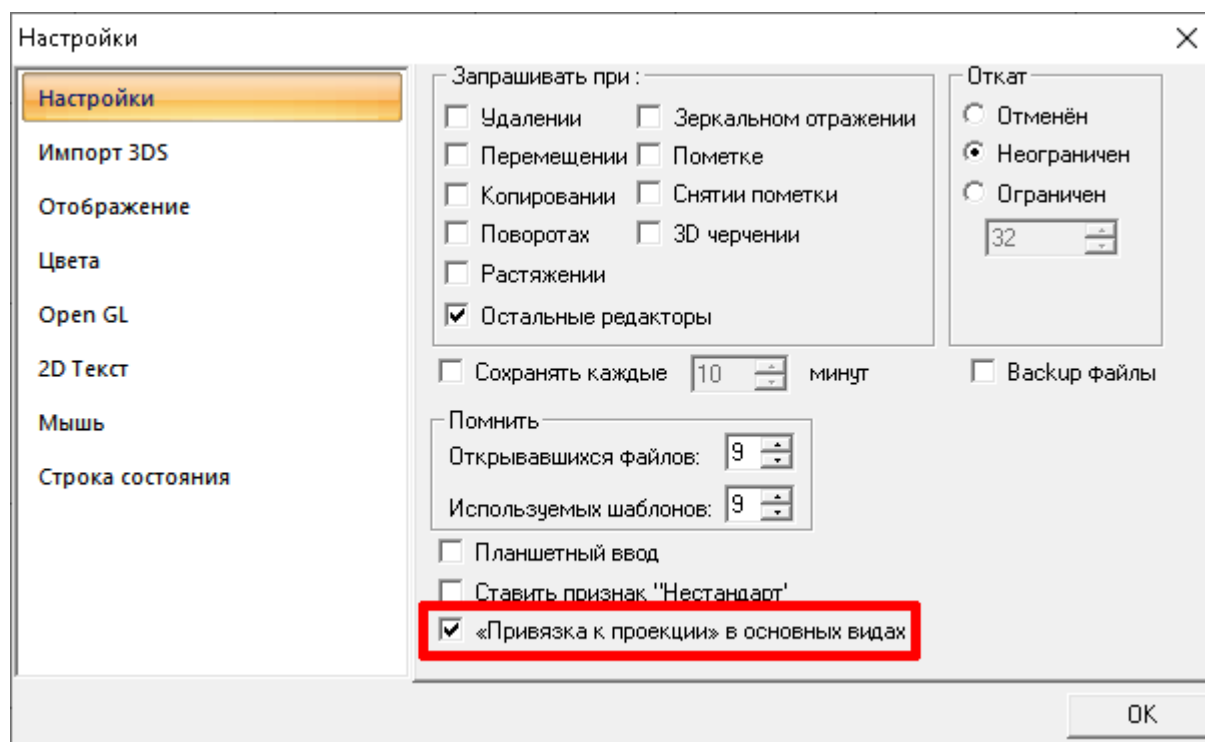 Настройки
Настройки
Импорт 3DS
Отображение
Цвета
Open GL
2D Текст
Мышь
Строка состояния
Запрашивать при :
Удалении Зеркальном отражении
Перемещении Пометке
Копировании Снятии пометки
Поворотах 3D черчении
Растяжении
Остальные редакторы
Откат
Отменён
Неограничен
Ограничен
32
Сохранять каждые 10 минут Backup файлы
Помнить
Открывавшихся файлов: 9
Используемых шаблонов: 9
Планшетный ввод
Ставить признак "Нестандарт'
«Привязка к проекции» в основных видах
OK